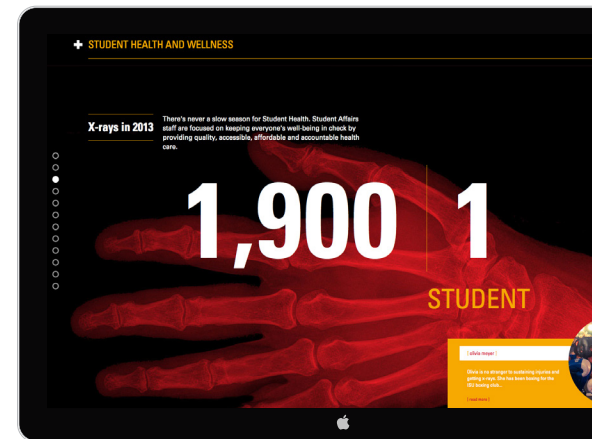 STUDENT HEALTH AND WELLNESS
X-rays in 2013
There's never a slow season for Student Health. Student Affairs
staff are focused on keeping everyone's well-being in check by
providing quality, accessible, affordable and accountable health
care.
1,900
1
STUDENT
[ olivia meyer ]
Olivia is no stranger to sustaining injuries and
getting x-rays. She has been boxing for the
ISU boxing club...
[ read more ]